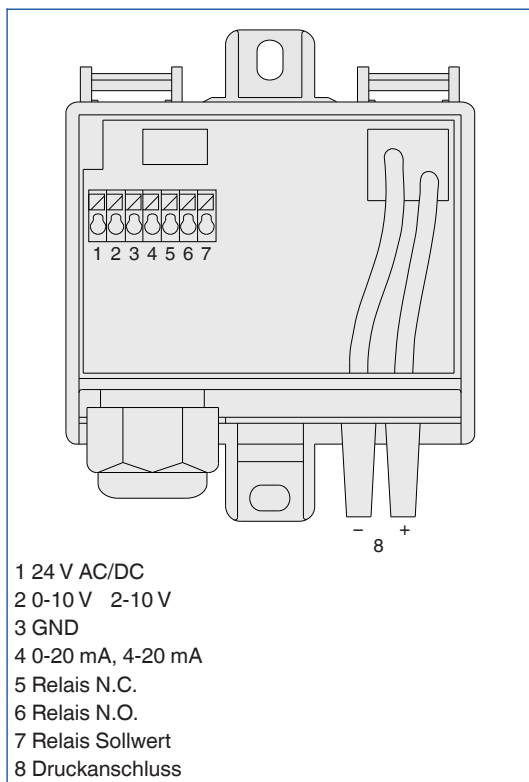 1 2 3 4 5 6 7
− +
8
1 24 V AC/DC
2 0-10 V 2-10 V
3 GND
4 0-20 mA, 4-20 mA
5 Relais N.C.
6 Relais N.O.
7 Relais Sollwert
8 Druckanschluss